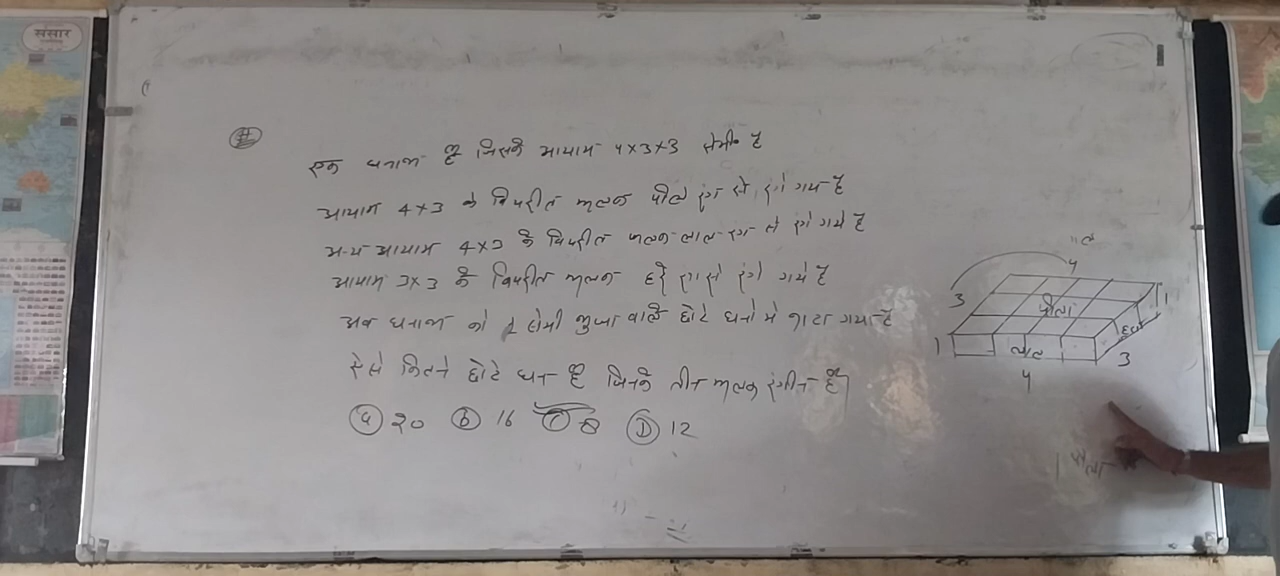 संसार
#
एक घनाभ है जिसके आयाम 4×3×3 सेमी॰ है
आयाम 4×3 के विपरीत फलक पीले रंग से रंगे गये है
अन्य आयाम 4×3 के विपरीत फलक लाल रंग से रंगे गये है
आयाम 3×3 के विपरीत फलक हरे रंग से रंगे गये है
अब घनाभ को 1 सेमी भुजा वाले छोटे घनो मे काटा गया है
ऐसे कितने छोटे घन है जिनके तीन फलक रंगीन है
20 B 16 C 8 D 12
4
3
पीला
1
1 लाल हरा
3
4
पीला